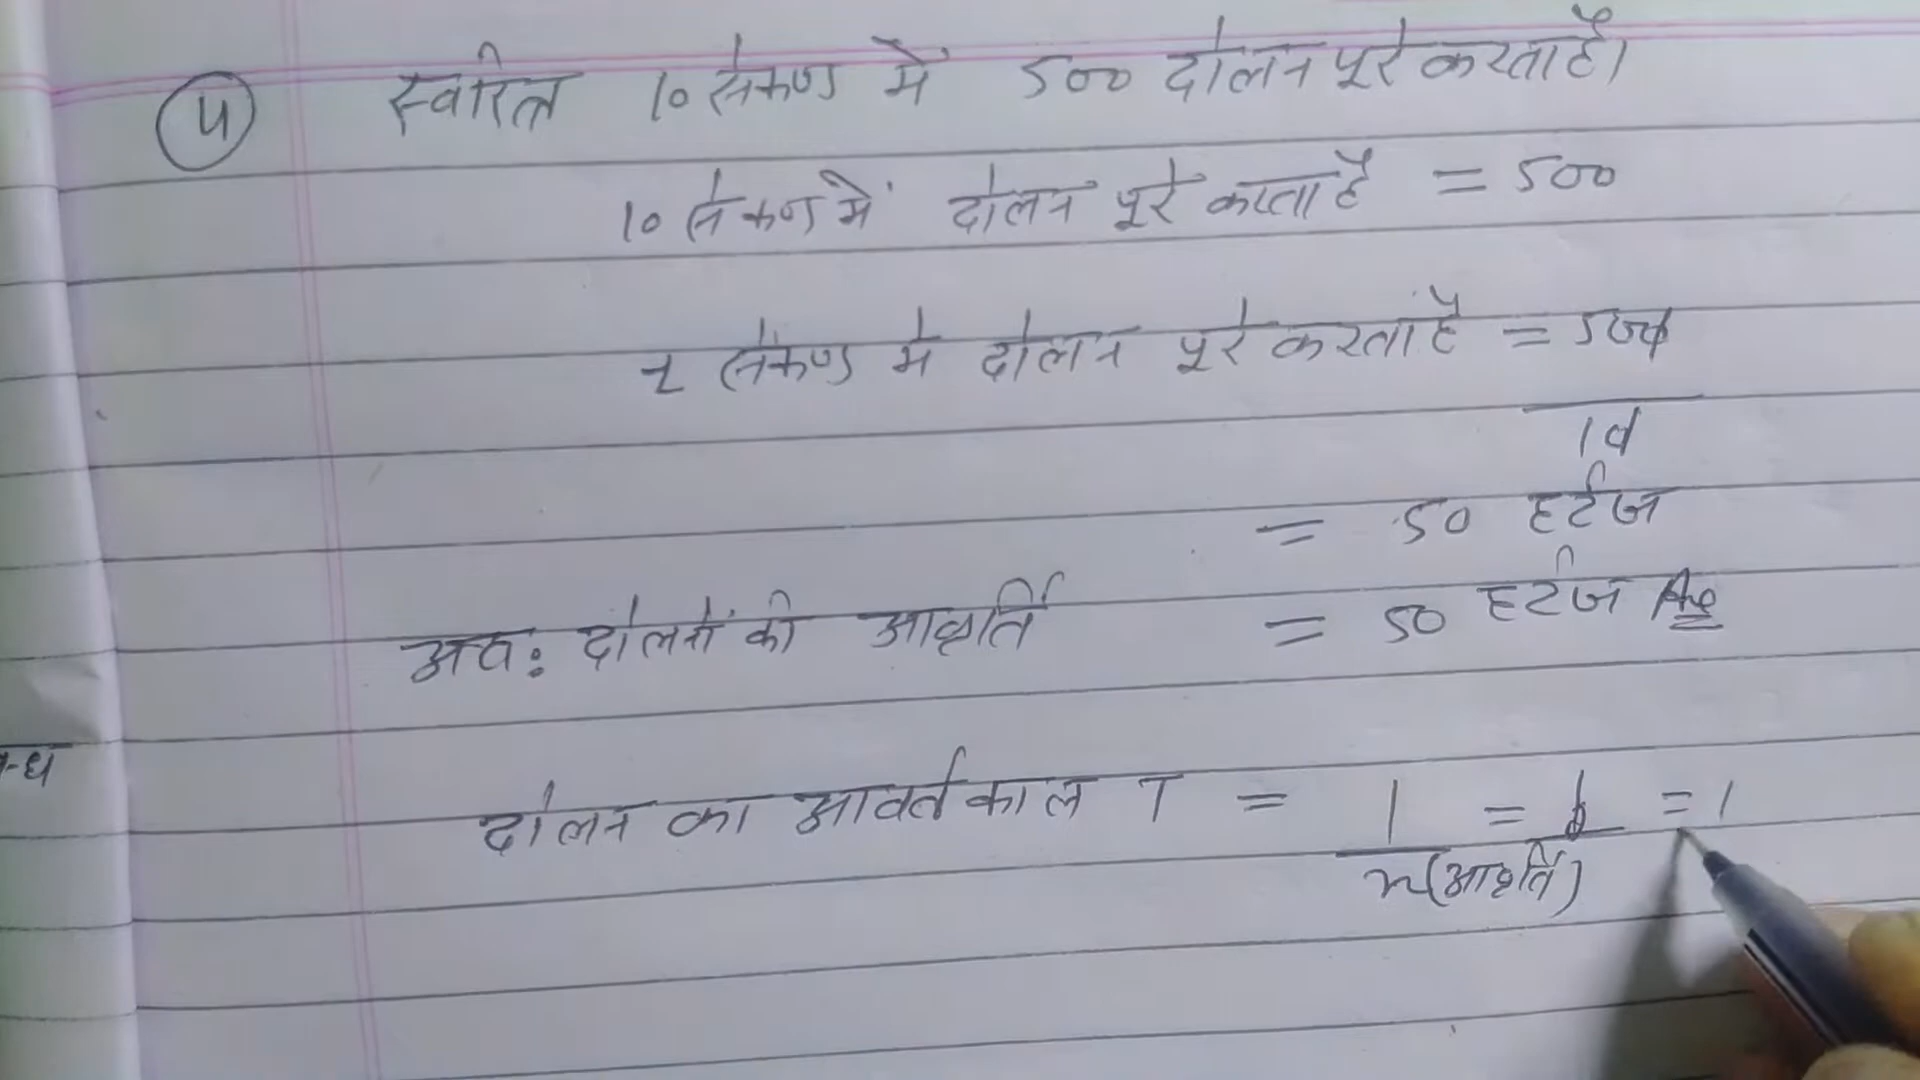 ५ स्वरित्र 10 सेकण्ड में 500 दोलन पूरे करता है।
10 सेकण्ड में दोलन पूरे करता है = 500
1 सेकण्ड में दोलन पूरे करता है = 500
10
= 50 हर्टज
अतः दोलनों की आवृर्ति = 50 हर्टज Ans
दोलन का आवर्तकाल T = 1 = = 1
n(आवृर्ति)